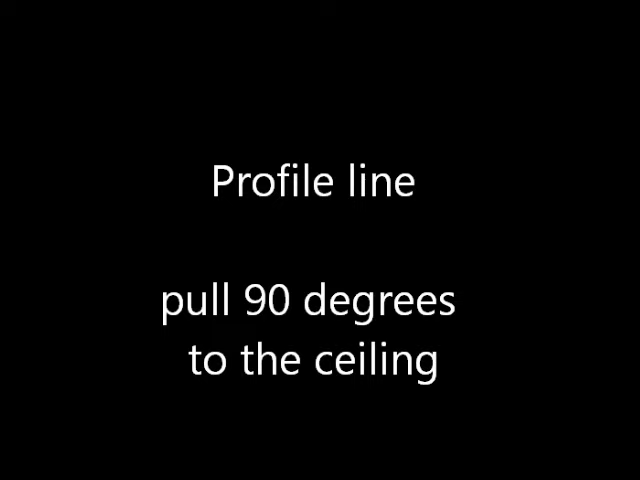 Profile line
pull 90 degrees
to the ceiling